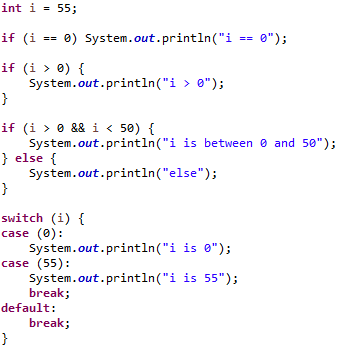 int i = 55;
if (i == 0) System.out.println("i == 0");
if (i > 0) {
System.out.println("i > 0");
}
if (i > 0 && i < 50) {
System.out.println("i is between 0 and 50");
} else {
System.out.println("else");
}
switch (i) {
case (0):
System.out.println("i is 0");
case (55):
System.out.println("i is 55");
break;
default:
break;
}